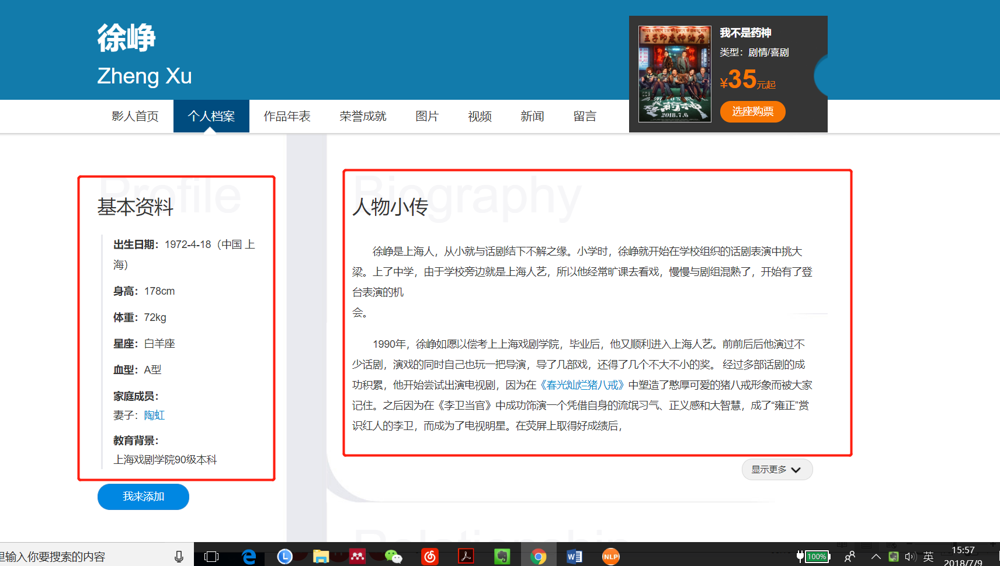 徐峥
Zheng Xu
我不是药神
类型：剧情/喜剧
¥35元起
选座购票
2018.7.6
影人首页
个人档案
作品年表
荣誉成就
图片
视频
新闻
留言
Profile
基本资料
出生日期：1972-4-18（中国 上
海）
身高：178cm
体重：72kg
星座：白羊座
血型：A型
家庭成员：
妻子：陶虹
教育背景：
上海戏剧学院90级本科
我来添加
Biography
人物小传
徐峥是上海人，从小就与话剧结下不解之缘。小学时，徐峥就开始在学校组织的话剧表演中挑大
梁。上了中学，由于学校旁边就是上海人艺，所以他经常旷课去看戏，慢慢与剧组混熟了，开始有了登
台表演的机
会。
1990年，徐峥如愿以偿考上上海戏剧学院，毕业后，他又顺利进入上海人艺。前前后后他演过不
少话剧，演戏的同时自己也玩一把导演，导了几部戏，还得了几个不大不小的奖。 经过多部话剧的成
功积累，他开始尝试出演电视剧，因为在《春光灿烂猪八戒》中塑造了憨厚可爱的猪八戒形象而被大家
记住。之后因为在《李卫当官》中成功饰演一个凭借自身的流氓习气、正义感和大智慧，成了“雍正”赏
识红人的李卫，而成为了电视明星。在荧屏上取得好成绩后，
显示更多
里输入你要搜索的内容
NLP
100%
英
15:57
2018/7/9